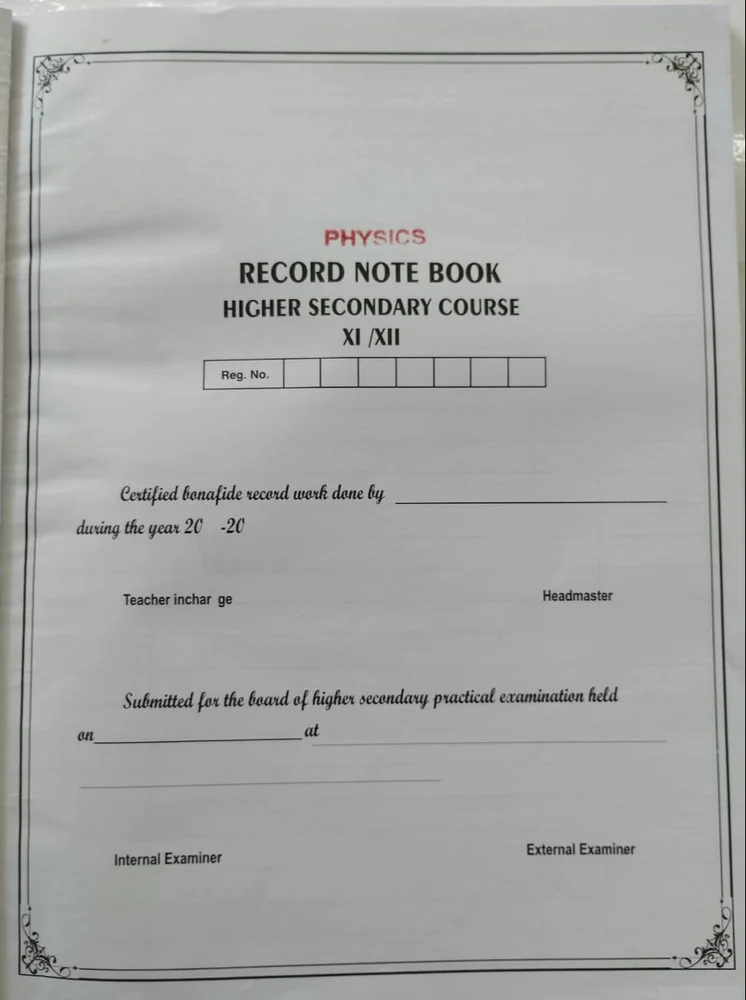 PHYSICS
RECORD NOTE BOOK
HIGHER SECONDARY COURSE
XI /XII
Reg. No.
Certified bonafide record work done by
during the year 20 -20
Teacher inchar ge Headmaster
Submitted for the board of higher secondary practical examination held
on at
Internal Examiner External Examiner